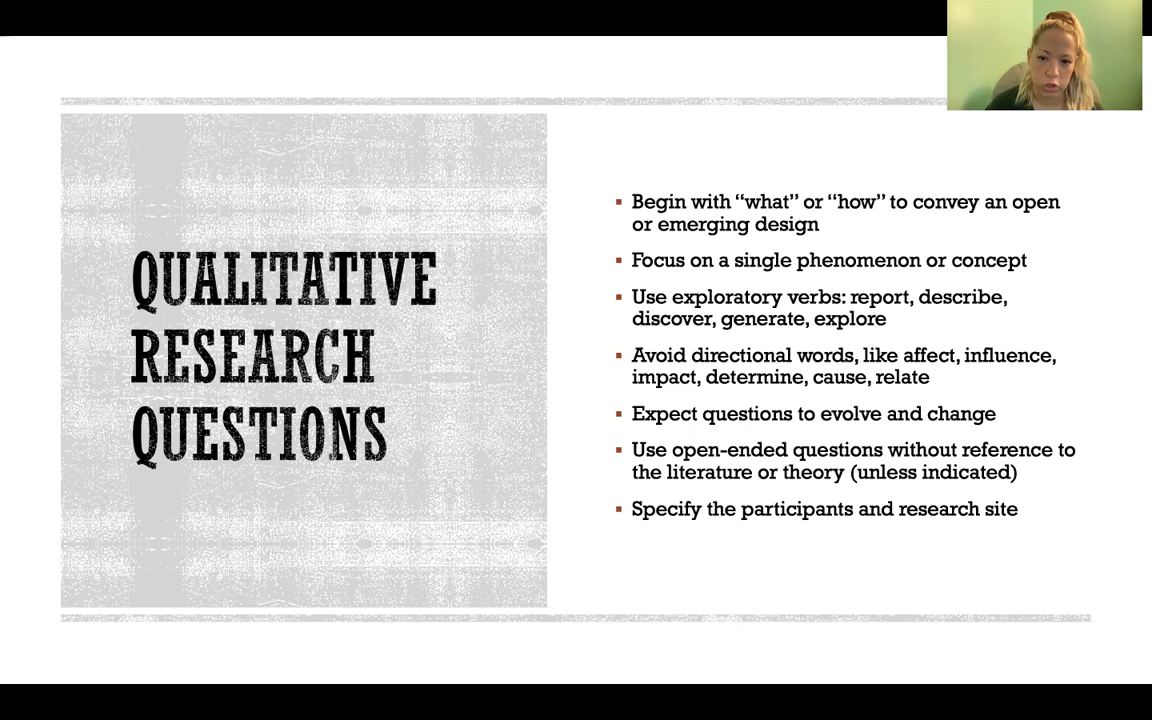 QUALITATIVE
RESEARCH
QUESTIONS
▪ Begin with “what” or “how” to convey an open
or emerging design
▪ Focus on a single phenomenon or concept
▪ Use exploratory verbs: report, describe,
discover, generate, explore
▪ Avoid directional words, like affect, influence,
impact, determine, cause, relate
▪ Expect questions to evolve and change
▪ Use open-ended questions without reference to
the literature or theory (unless indicated)
▪ Specify the participants and research site